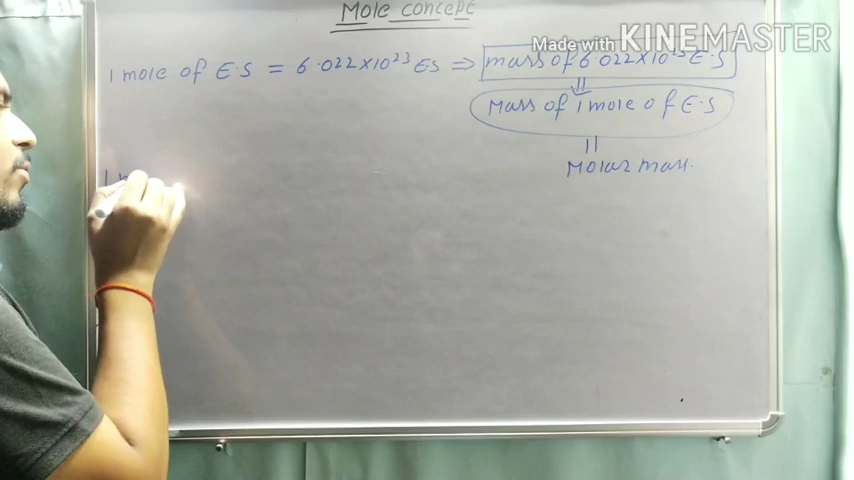 Mole concept
Made with KINEMASTER
1 mole of E.S = 6.022×10²³ ES ⇒ mass of 6.022×10²³ E.S
||
Mass of 1 mole of E.S
||
Molar mass.
1